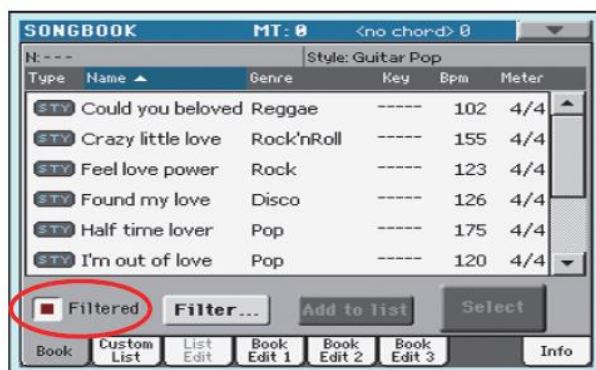 SONGBOOK MT: 0 <no chord> 0
N: --- Style: Guitar Pop
Type Name Genre Key Bpm Meter
STY Could you beloved Reggae ----- 102 4/4
STY Crazy little love Rock'nRoll ----- 155 4/4
STY Feel love power Rock ----- 123 4/4
STY Found my love Disco ----- 126 4/4
STY Half time lover Pop ----- 175 4/4
STY I'm out of love Pop ----- 120 4/4
Filtered Filter... Add to list Select
Book Custom List List Edit Book Edit 1 Book Edit 2 Book Edit 3 Info